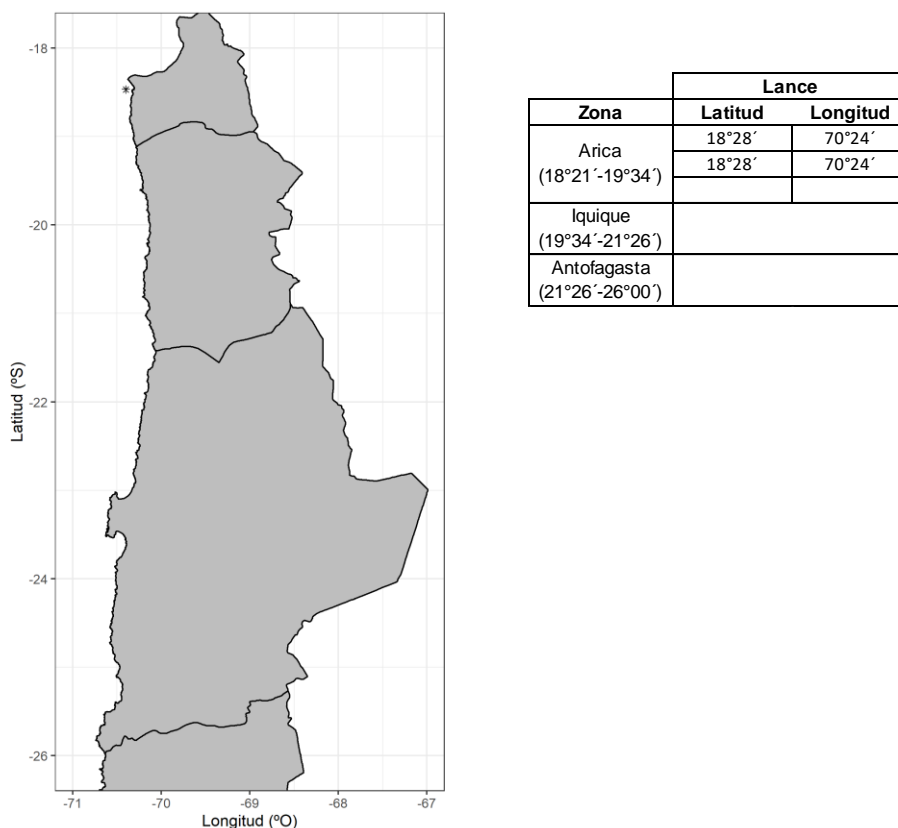 -18
-20
-22
-24
-26
Latitud (ºS)
-71 -70 -69 -68 -67
Longitud (ºO)
Lance
Zona Latitud Longitud
Arica
(18°21´-19°34´)
18°28´ 70°24´
18°28´ 70°24´
Iquique
(19°34´-21°26´)
Antofagasta
(21°26´-26°00´)